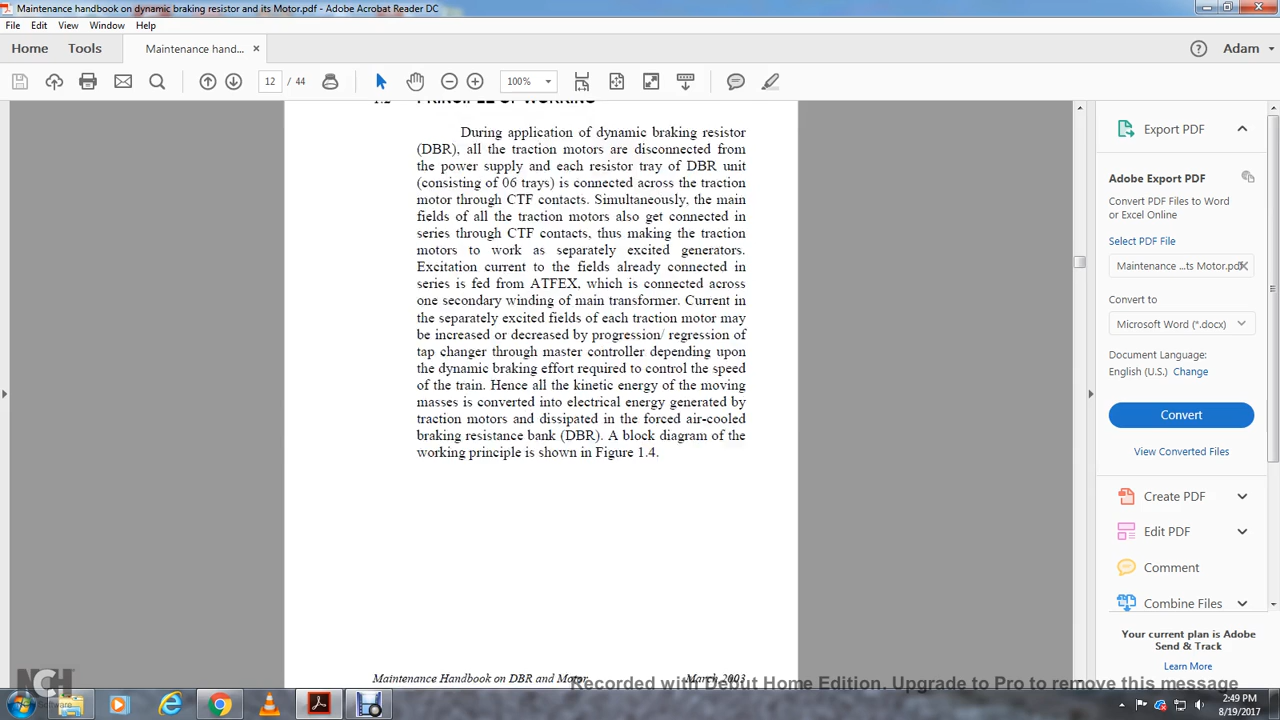 Maintenance handbook on dynamic braking resistor and its Motor.pdf - Adobe Acrobat Reader DC
File Edit View Window Help
Home Tools Maintenance hand... × Adam
12 / 44 100%
1.2 PRINCIPLE OF WORKING
During application of dynamic braking resistor
(DBR), all the traction motors are disconnected from
the power supply and each resistor tray of DBR unit
(consisting of 06 trays) is connected across the traction
motor through CTF contacts. Simultaneously, the main
fields of all the traction motors also get connected in
series through CTF contacts, thus making the traction
motors to work as separately excited generators.
Excitation current to the fields already connected in
series is fed from ATFEX, which is connected across
one secondary winding of main transformer. Current in
the separately excited fields of each traction motor may
be increased or decreased by progression/ regression of
tap changer through master controller depending upon
the dynamic braking effort required to control the speed
of the train. Hence all the kinetic energy of the moving
masses is converted into electrical energy generated by
traction motors and dissipated in the forced air-cooled
braking resistance bank (DBR). A block diagram of the
working principle is shown in Figure 1.4.
Maintenance Handbook on DBR and Motor March 2003
Export PDF
Adobe Export PDF
Convert PDF Files to Word
or Excel Online
Select PDF File
Maintenance ...ts Motor.pdf
Convert to
Microsoft Word (*.docx)
Document Language:
English (U.S.) Change
Convert
View Converted Files
Create PDF
Edit PDF
Comment
Combine Files
Your current plan is Adobe
Send & Track
Learn More
NCH
Software
Recorded with Debut Home Edition. Upgrade to Pro to remove this message
2:49 PM
8/19/2017